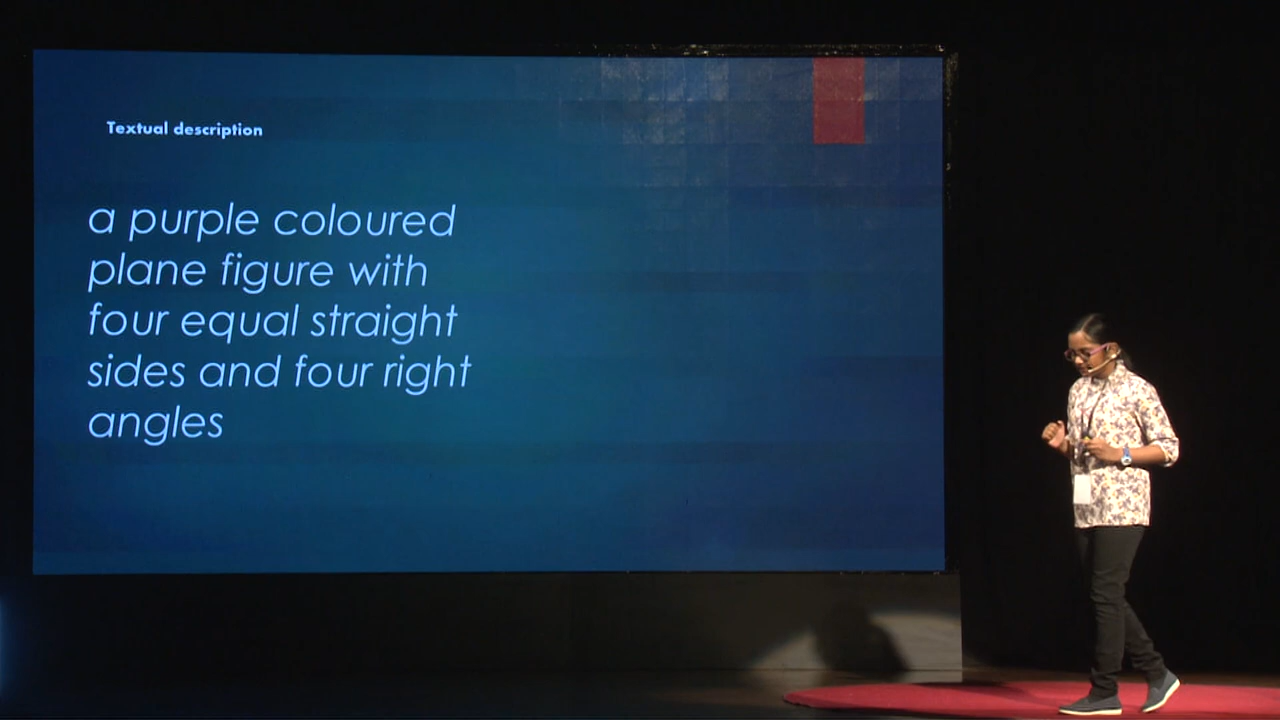 Textual description
a purple coloured
plane figure with
four equal straight
sides and four right
angles